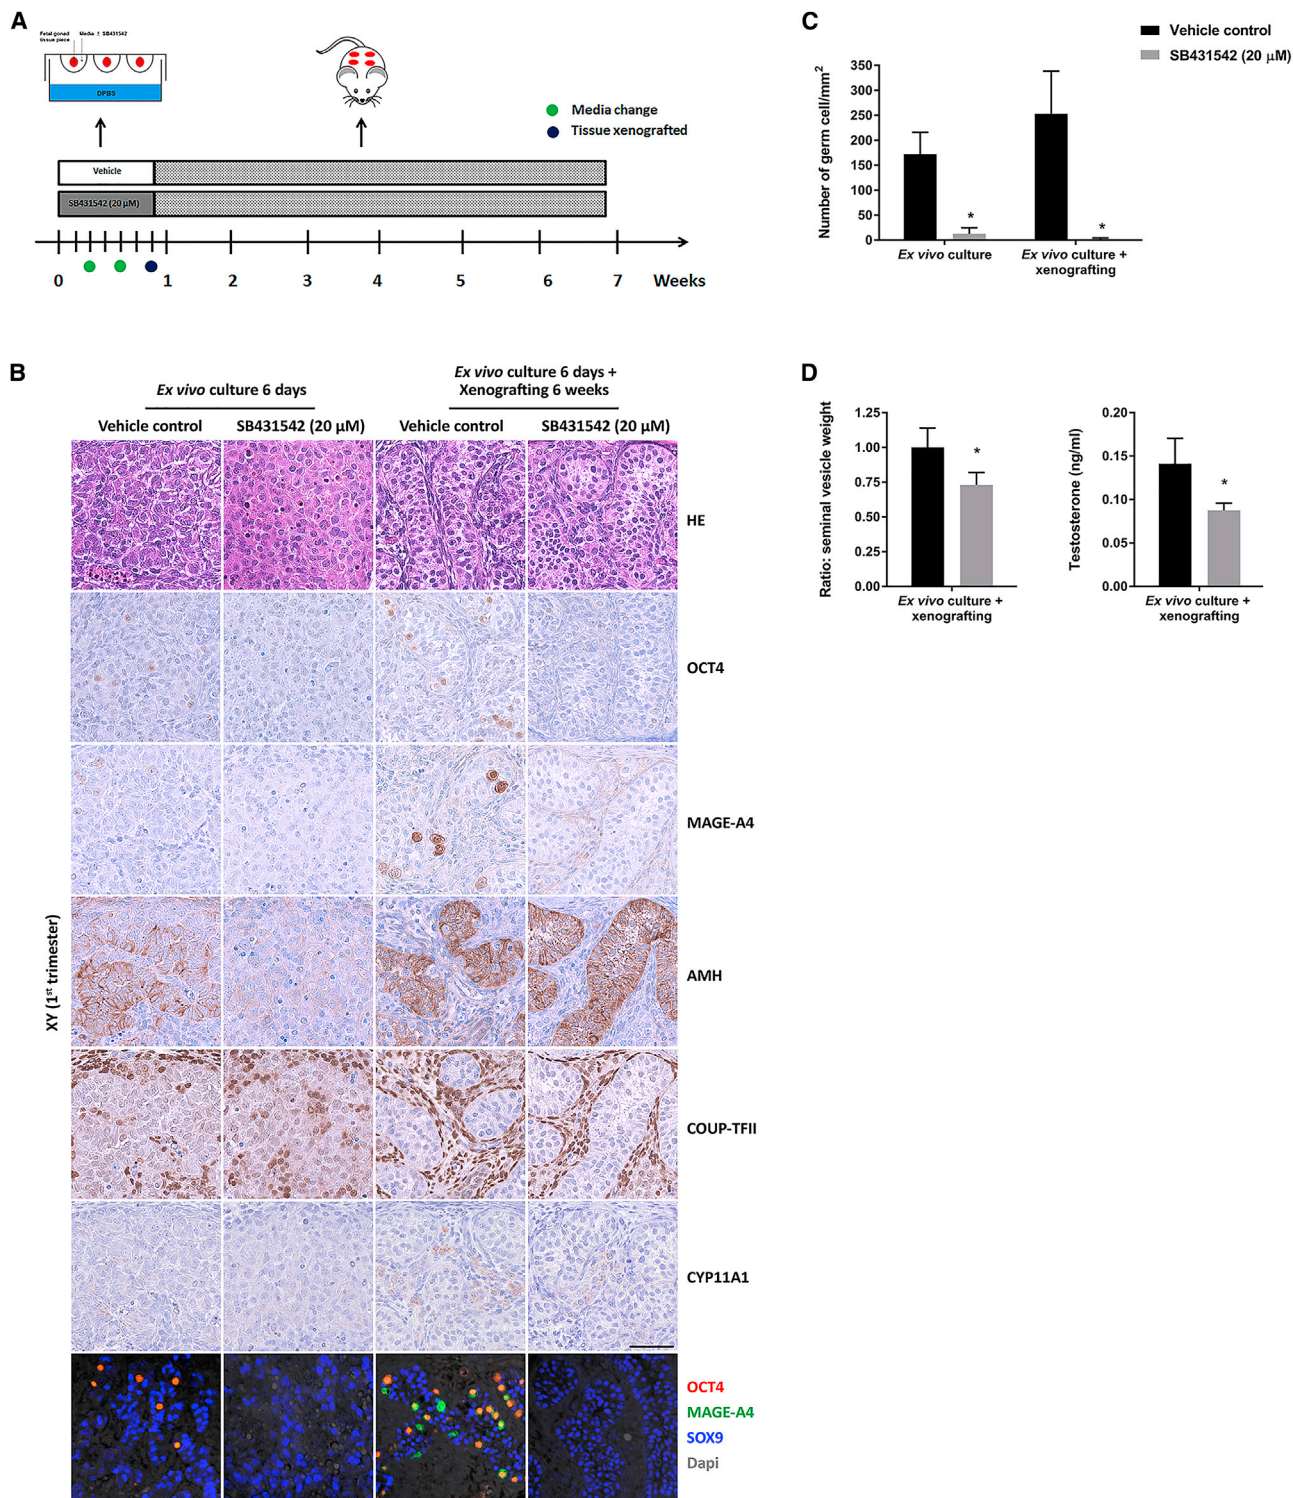 A
Fetal gonad
tissue piece
Media ± SB431542
DPBS
Media change
Tissue xenografted
Vehicle
SB431542 (20 μM)
0 1 2 3 4 5 6 7 Weeks
C
Vehicle control
SB431542 (20 μM)
Number of germ cell/mm2
350
300
250
200
150
100
50
0
*
*
Ex vivo culture
Ex vivo culture +
xenografting
B
Ex vivo culture 6 days
Ex vivo culture 6 days +
Xenografting 6 weeks
Vehicle control
SB431542 (20 μM)
Vehicle control
SB431542 (20 μM)
XY (1st trimester)
HE
OCT4
MAGE-A4
AMH
COUP-TFII
CYP11A1
OCT4
MAGE-A4
SOX9
Dapi
D
Ratio: seminal vesicle weight
1.25
1.00
0.75
0.50
0.25
0.00
*
Ex vivo culture +
xenografting
Testosterone (ng/ml)
0.20
0.15
0.10
0.05
0.00
*
Ex vivo culture +
xenografting